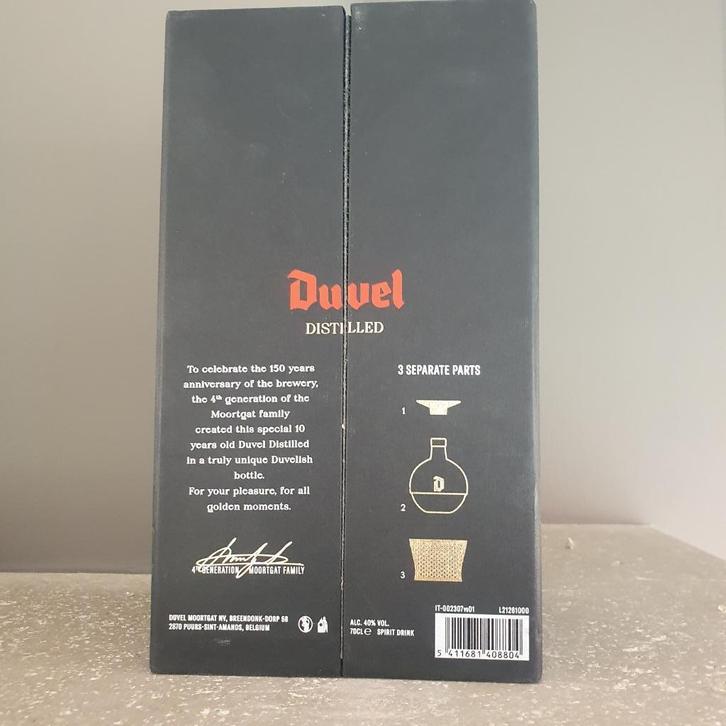 Duvel
DISTILLED
To celebrate the 150 years
anniversary of the brewery,
the 4th generation of the
Moortgat family
created this special 10
years old Duvel Distilled
in a truly unique Duvelish
bottle.
For your pleasure, for all
golden moments.
4th GENERATION MOORTGAT FAMILY
DUVEL MOORTGAT NV, BREENDONK-DORP 58
2870 PUURS-SINT-AMANDS, BELGIUM
3 SEPARATE PARTS
1
D
2
3
ALC. 40% VOL.
70CL e SPIRIT DRINK
IT-002307v01 L21261000
5 411681 408804